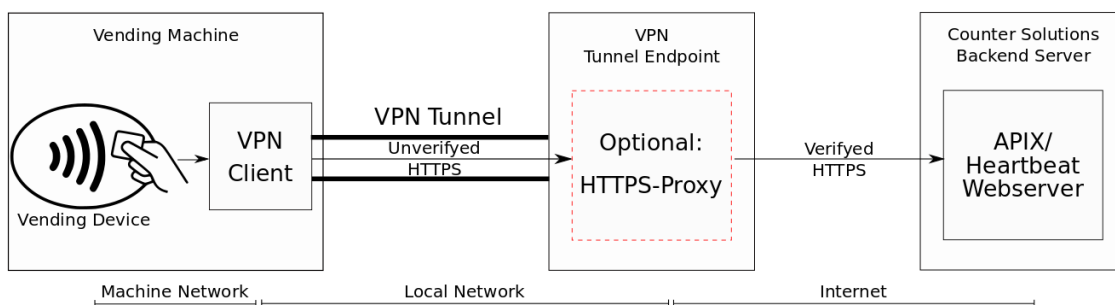 Vending Machine
Vending Device
VPN
Client
VPN Tunnel
Unverifyed
HTTPS
VPN
Tunnel Endpoint
Optional:
HTTPS-Proxy
Verifyed
HTTPS
Counter Solutions
Backend Server
APIX/
Heartbeat
Webserver
Machine Network
Local Network
Internet